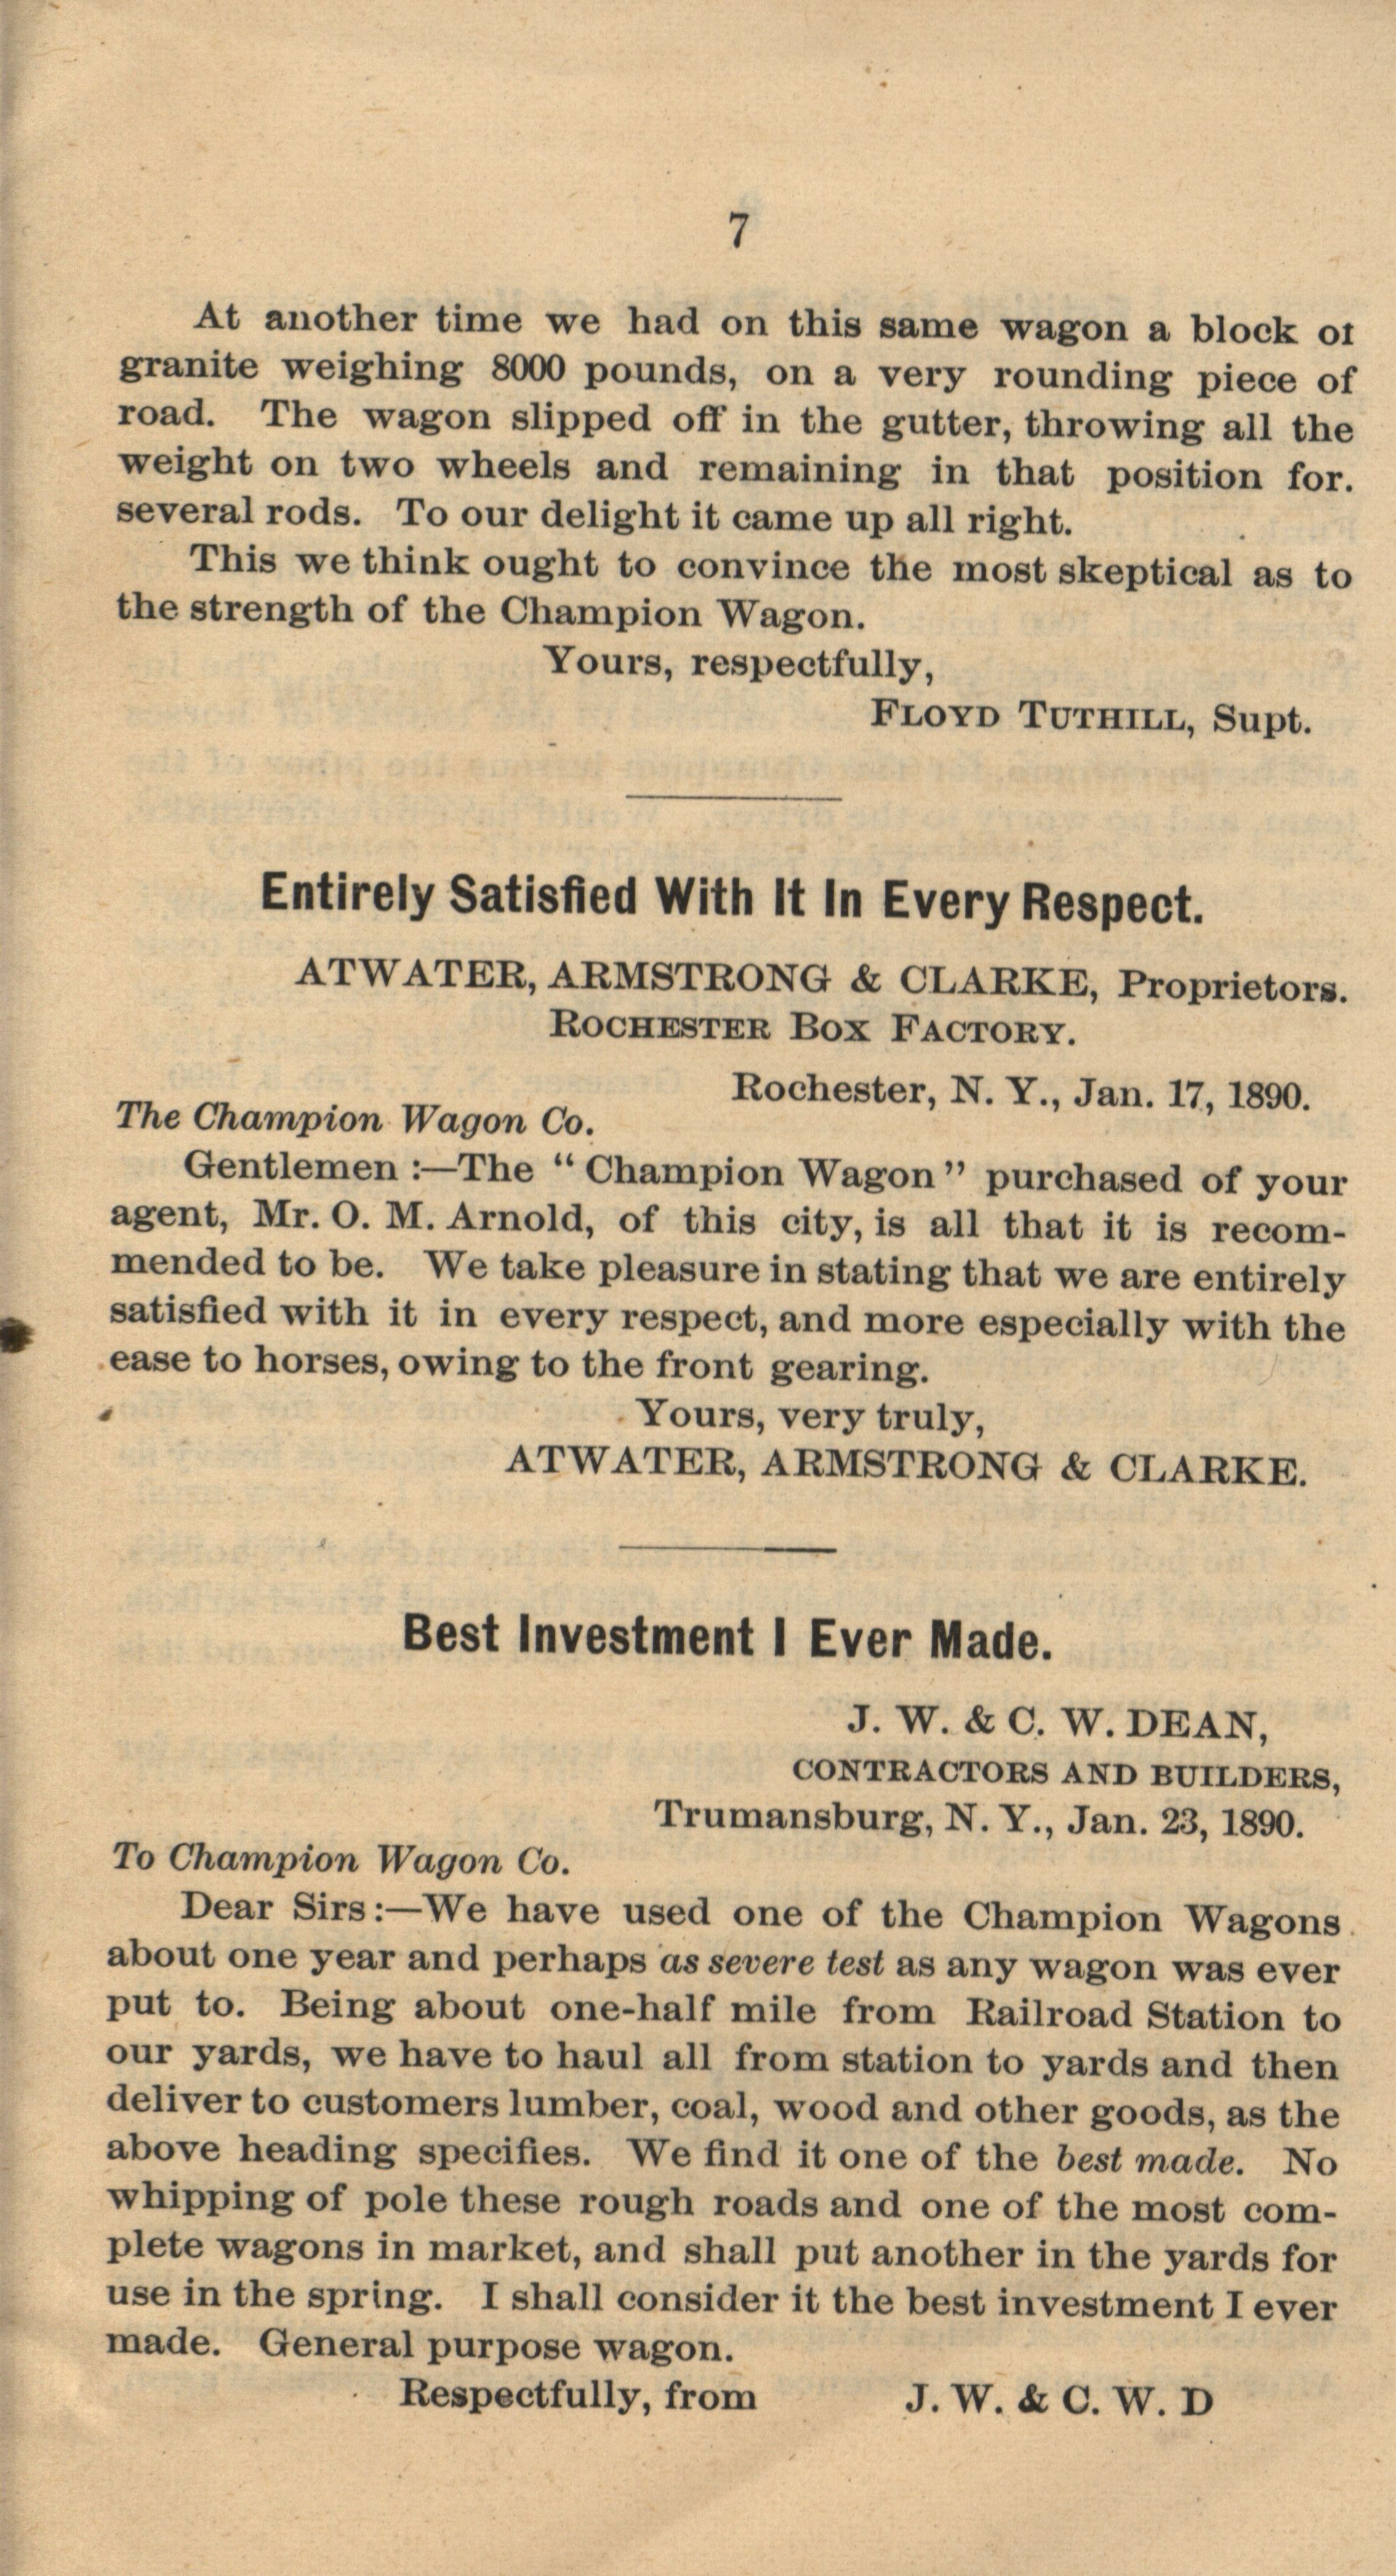 7
At another time we had on this same wagon a block of
granite weighing 8000 pounds, on a very rounding piece of
road. The wagon slipped off in the gutter, throwing all the
weight on two wheels and remaining in that position for.
several rods. To our delight it came up all right.
This we think ought to convince the most skeptical as to
the strength of the Champion Wagon.
Yours, respectfully,
FLOYD TUTHILL, Supt.
Entirely Satisfied With It In Every Respect.
ATWATER, ARMSTRONG & CLARKE, Proprietors.
ROCHESTER BOX FACTORY.
Rochester, N. Y., Jan. 17, 1890.
The Champion Wagon Co.
Gentlemen :—The " Champion Wagon " purchased of your
agent, Mr. O. M. Arnold, of this city, is all that it is recom-
mended to be. We take pleasure in stating that we are entirely
satisfied with it in every respect, and more especially with the
ease to horses, owing to the front gearing.
Yours, very truly,
ATWATER, ARMSTRONG & CLARKE.
Best Investment I Ever Made.
J. W. & C. W. DEAN,
CONTRACTORS AND BUILDERS,
Trumansburg, N. Y., Jan. 23, 1890.
To Champion Wagon Co.
Dear Sirs:—We have used one of the Champion Wagons
about one year and perhaps as severe test as any wagon was ever
put to. Being about one-half mile from Railroad Station to
our yards, we have to haul all from station to yards and then
deliver to customers lumber, coal, wood and other goods, as the
above heading specifies. We find it one of the best made. No
whipping of pole these rough roads and one of the most com-
plete wagons in market, and shall put another in the yards for
use in the spring. I shall consider it the best investment I ever
made. General purpose wagon.
Respectfully, from J. W. & C. W. D